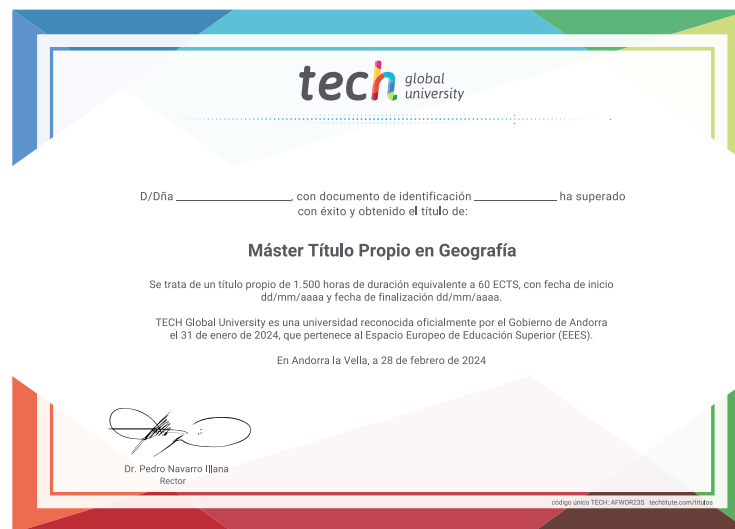 tech global university
D/Dña ____________________, con documento de identificación ______________ ha superado
con éxito y obtenido el título de:
Máster Título Propio en Geografía
Se trata de un título propio de 1.500 horas de duración equivalente a 60 ECTS, con fecha de inicio
dd/mm/aaaa y fecha de finalización dd/mm/aaaa.
TECH Global University es una universidad reconocida oficialmente por el Gobierno de Andorra
el 31 de enero de 2024, que pertenece al Espacio Europeo de Educación Superior (EEES).
En Andorra la Vella, a 28 de febrero de 2024
Dr. Pedro Navarro Illana
Rector
código único TECH: AFWOR23S techtitute.com/titulos